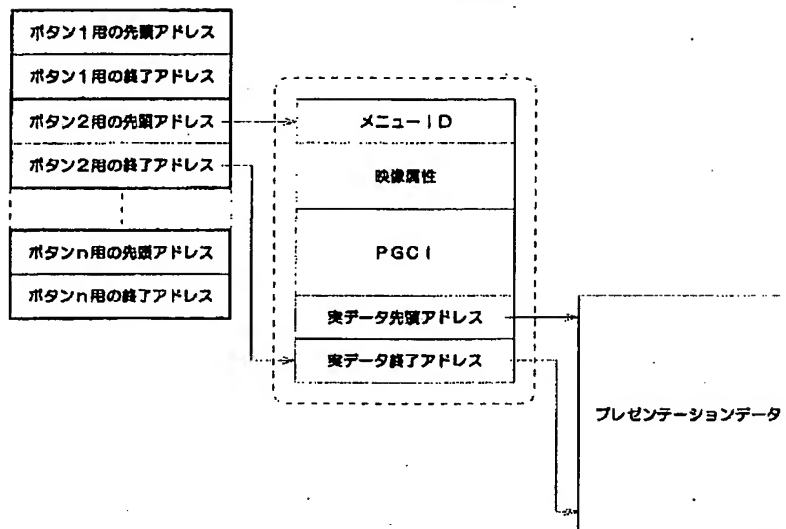 ボタン1用の先頭アドレス
ボタン1用の終了アドレス
ボタン2用の先頭アドレス
ボタン2用の終了アドレス
ボタンn用の先頭アドレス
ボタンn用の終了アドレス
メニューID
映像属性
PGCI
実データ先頭アドレス
実データ終了アドレス
プレゼンテーションデータ